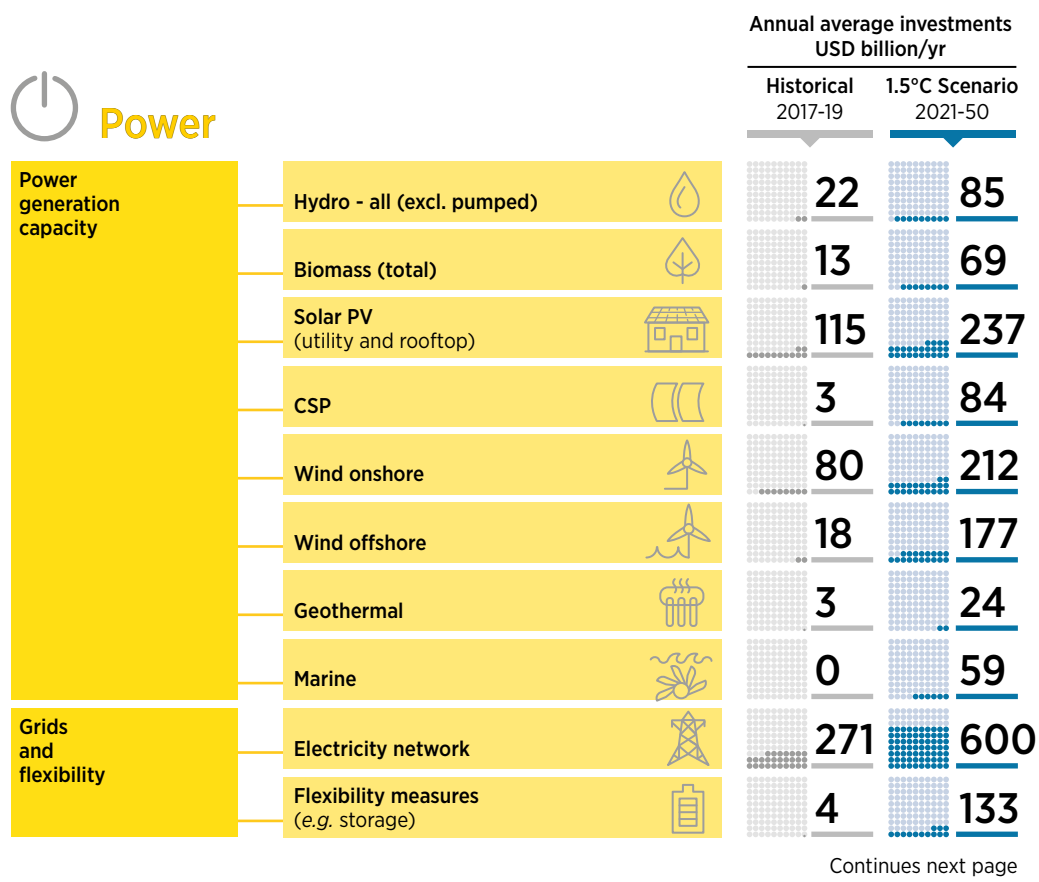 Annual average investments
USD billion/yr
Historical
2017-19
1.5°C Scenario
2021-50
Power
Power
generation
capacity
Hydro - all (excl. pumped)
22
85
Biomass (total)
13
69
Solar PV
(utility and rooftop)
115
237
CSP
3
84
Wind onshore
80
212
Wind offshore
18
177
Geothermal
3
24
Marine
0
59
Grids
and
flexibility
Electricity network
271
600
Flexibility measures
(e.g. storage)
4
133
Continues next page